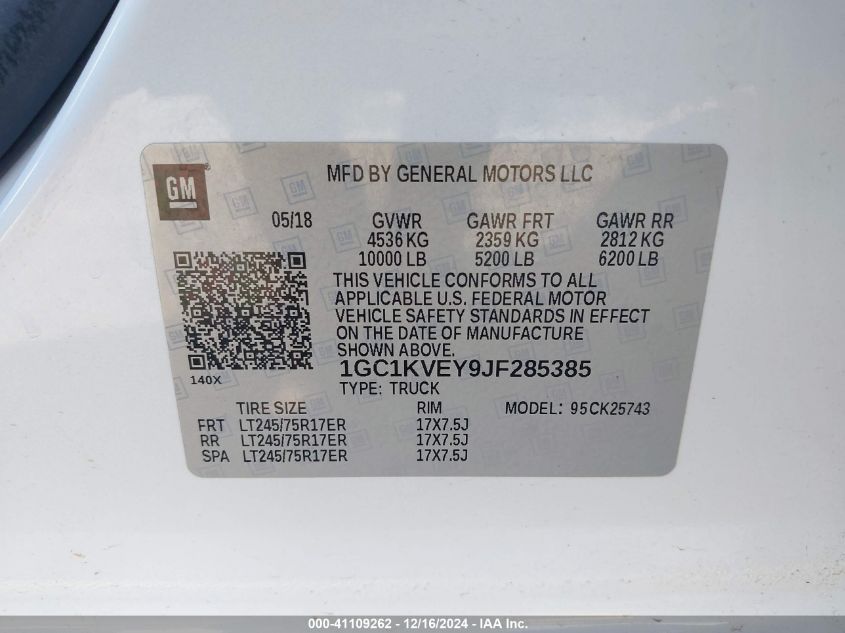 GM
MFD BY GENERAL MOTORS LLC
05/18 GVWR GAWR FRT GAWR RR
4536 KG 2359 KG 2812 KG
10000 LB 5200 LB 6200 LB
THIS VEHICLE CONFORMS TO ALL
APPLICABLE U.S. FEDERAL MOTOR
VEHICLE SAFETY STANDARDS IN EFFECT
ON THE DATE OF MANUFACTURE
SHOWN ABOVE.
1GC1KVEY9JF285385
140X
TYPE: TRUCK
TIRE SIZE RIM MODEL: 95CK25743
FRT LT245/75R17ER 17X7.5J
RR LT245/75R17ER 17X7.5J
SPA LT245/75R17ER 17X7.5J
000-41109262 - 12/16/2024 - IAA Inc.